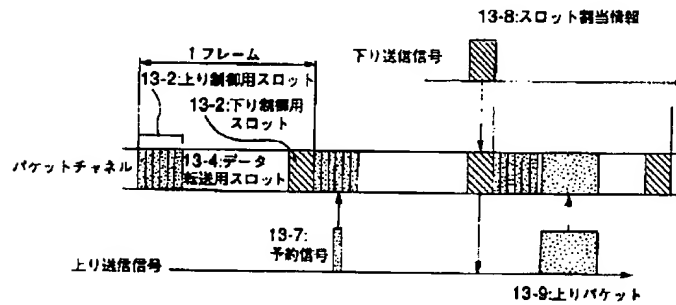 13-8:スロット割当情報
1フレーム
下り送信信号
13-2:上り制御用スロット
13-2:下り制御用
スロット
パケットチャネル
13-4:データ
転送用スロット
13-7:
予約信号
上り送信信号
13-9:上りパケット